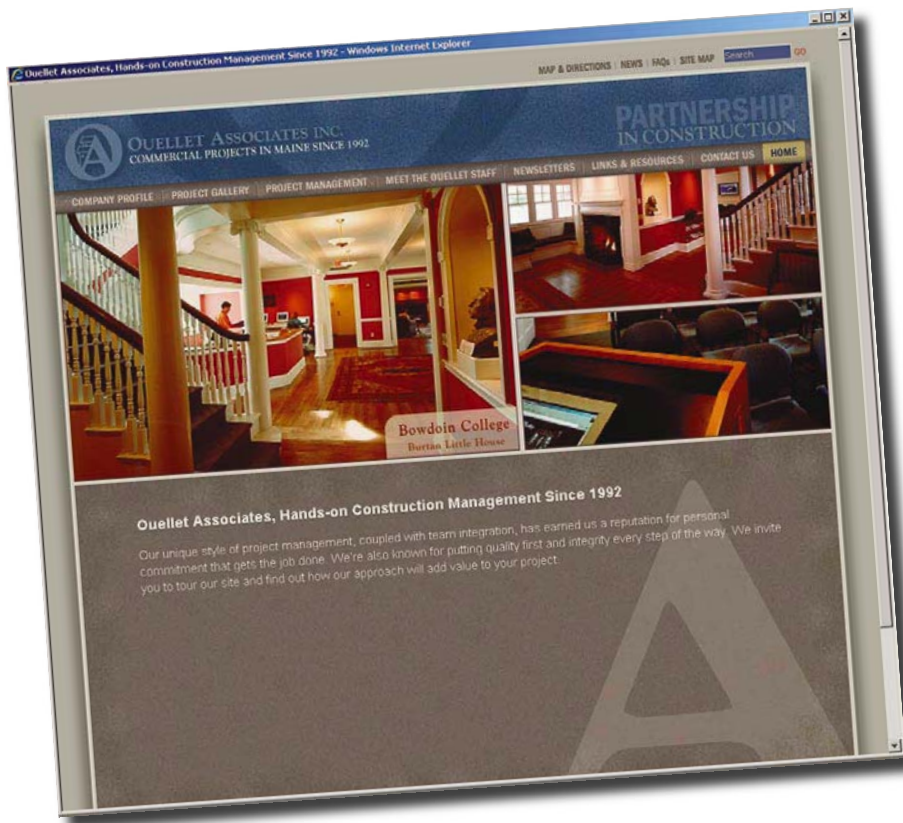 Ouellet Associates, Hands-on Construction Management Since 1992 - Windows Internet Explorer
MAP & DIRECTIONS | NEWS | FAQs | SITE MAP Search GO
OUELLET ASSOCIATES INC.
COMMERCIAL PROJECTS IN MAINE SINCE 1992
PARTNERSHIP
IN CONSTRUCTION
COMPANY PROFILE PROJECT GALLERY PROJECT MANAGEMENT MEET THE OUELLET STAFF NEWSLETTERS LINKS & RESOURCES CONTACT US HOME
Bowdoin College
Burtan Little House
Ouellet Associates, Hands-on Construction Management Since 1992
Our unique style of project management, coupled with team integration, has earned us a reputation for personal
commitment that gets the job done. We're also known for putting quality first and integrity every step of the way. We invite
you to tour our site and find out how our approach will add value to your project.